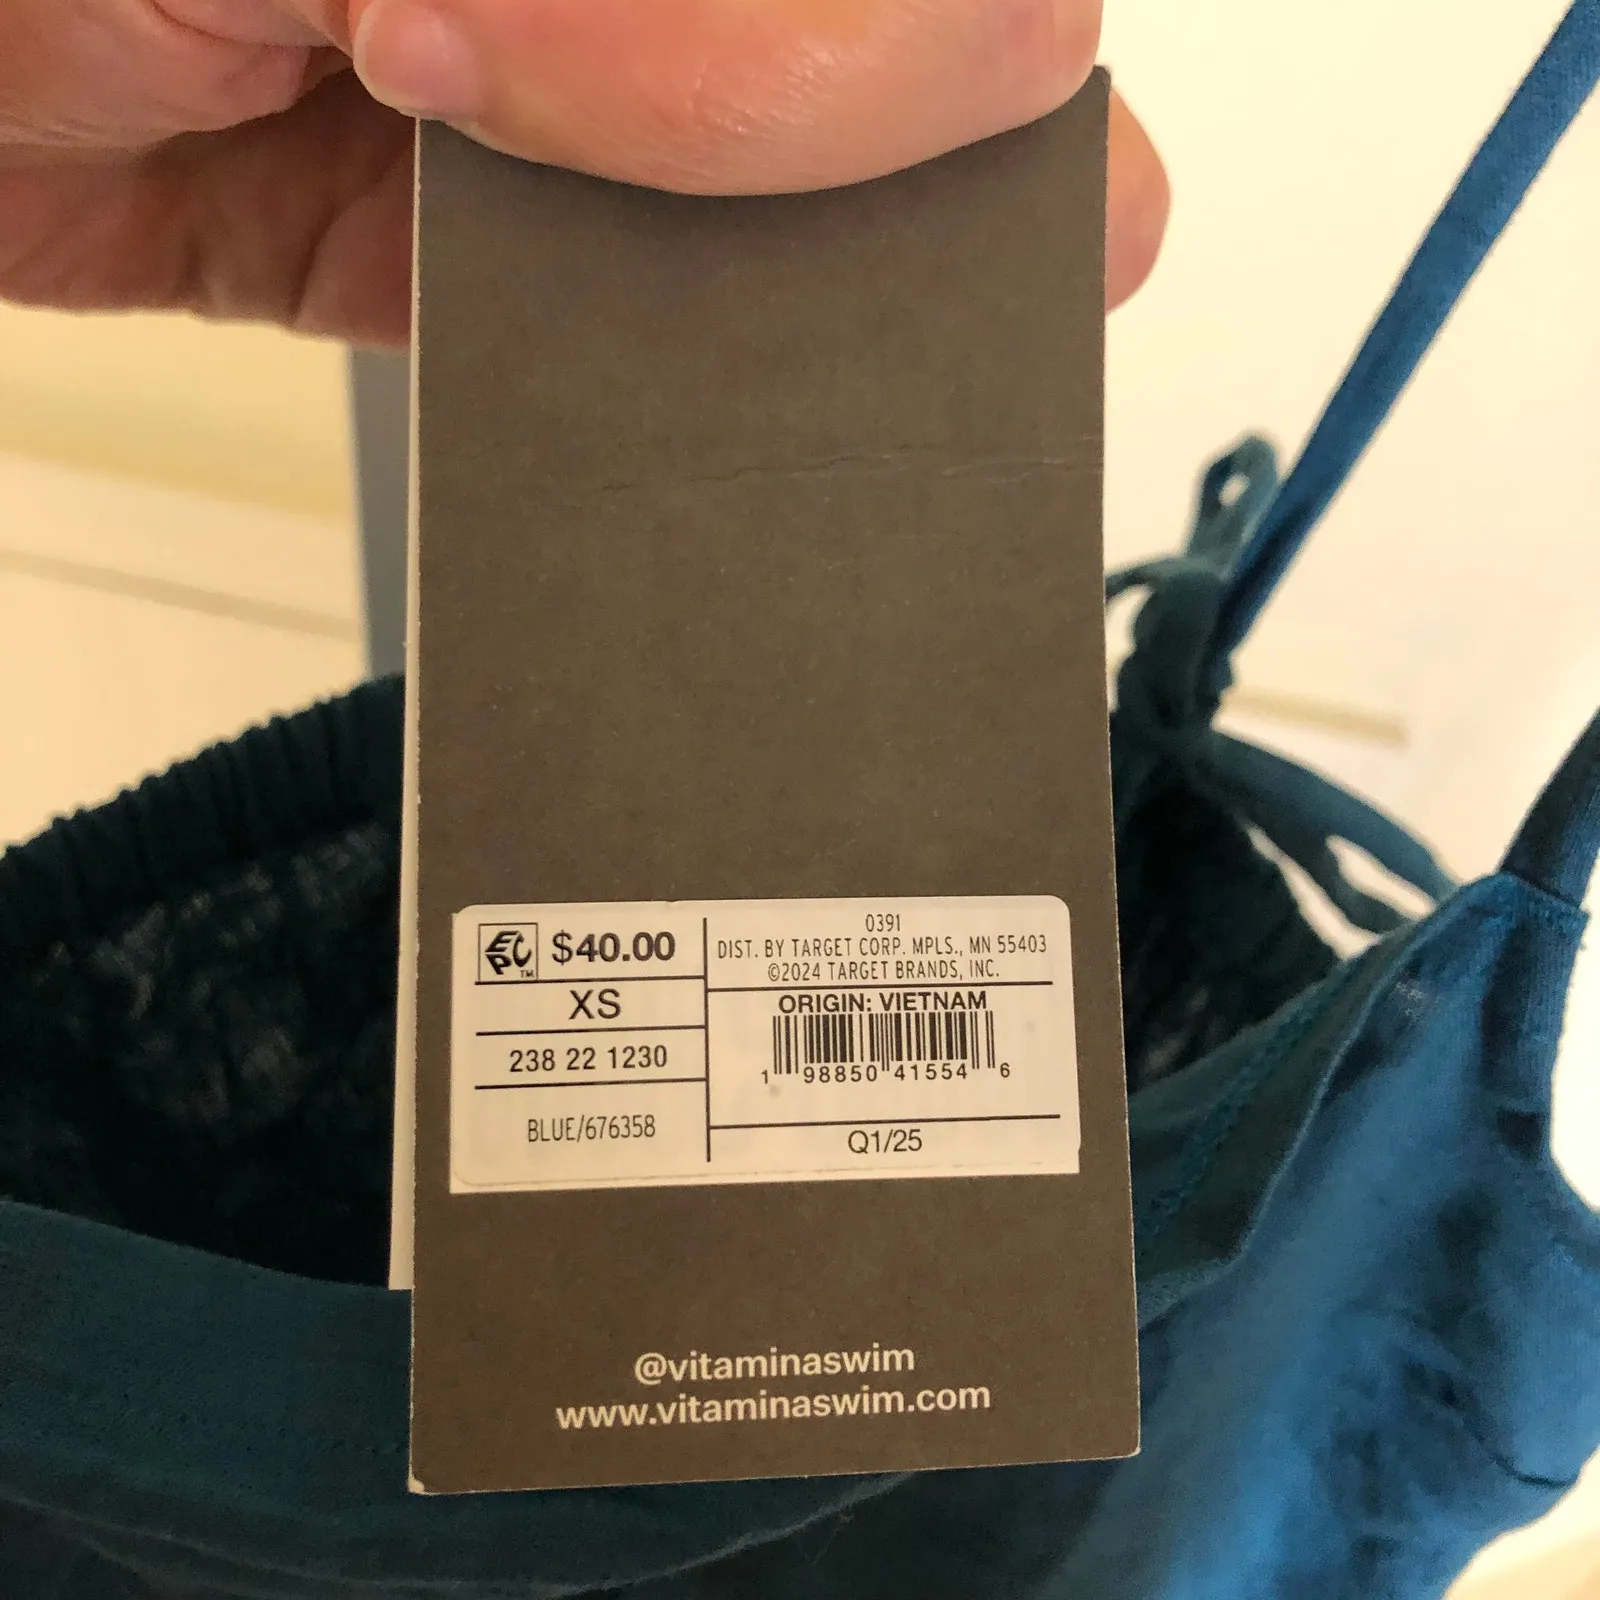 EPC™ $40.00
XS
238 22 1230
BLUE/676358
0391
DIST. BY TARGET CORP. MPLS., MN 55403
©2024 TARGET BRANDS, INC.
ORIGIN: VIETNAM
1 98850 41554 6
Q1/25
@vitaminaswim
www.vitaminaswim.com